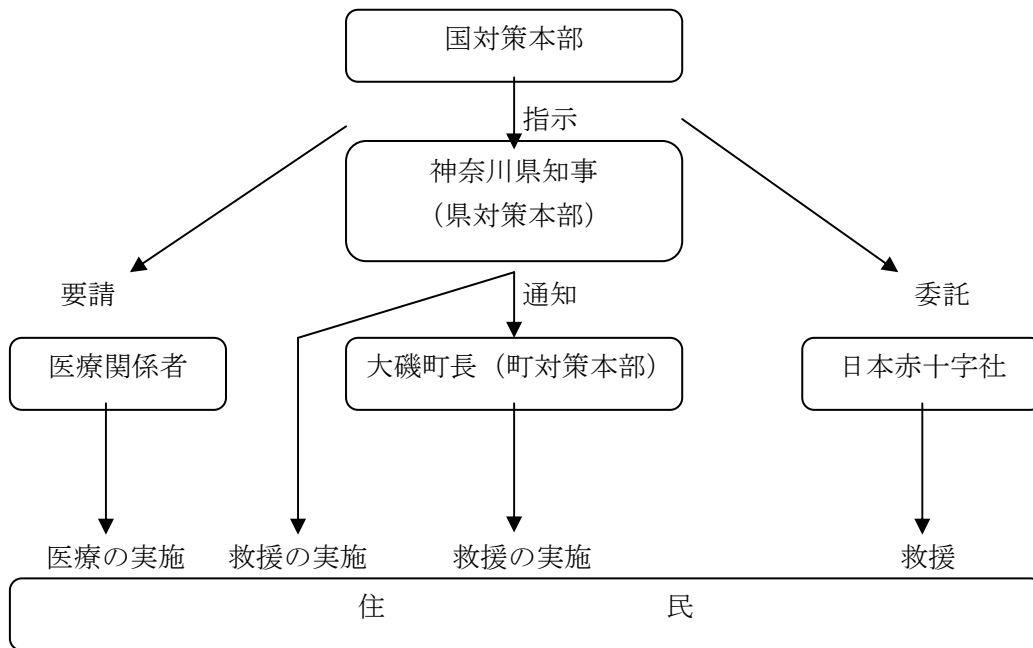 国対策本部
指示
神奈川県知事
（県対策本部）
要請
通知
委託
医療関係者
大磯町長（町対策本部）
日本赤十字社
医療の実施
救援の実施
救援の実施
救援
住　　　民